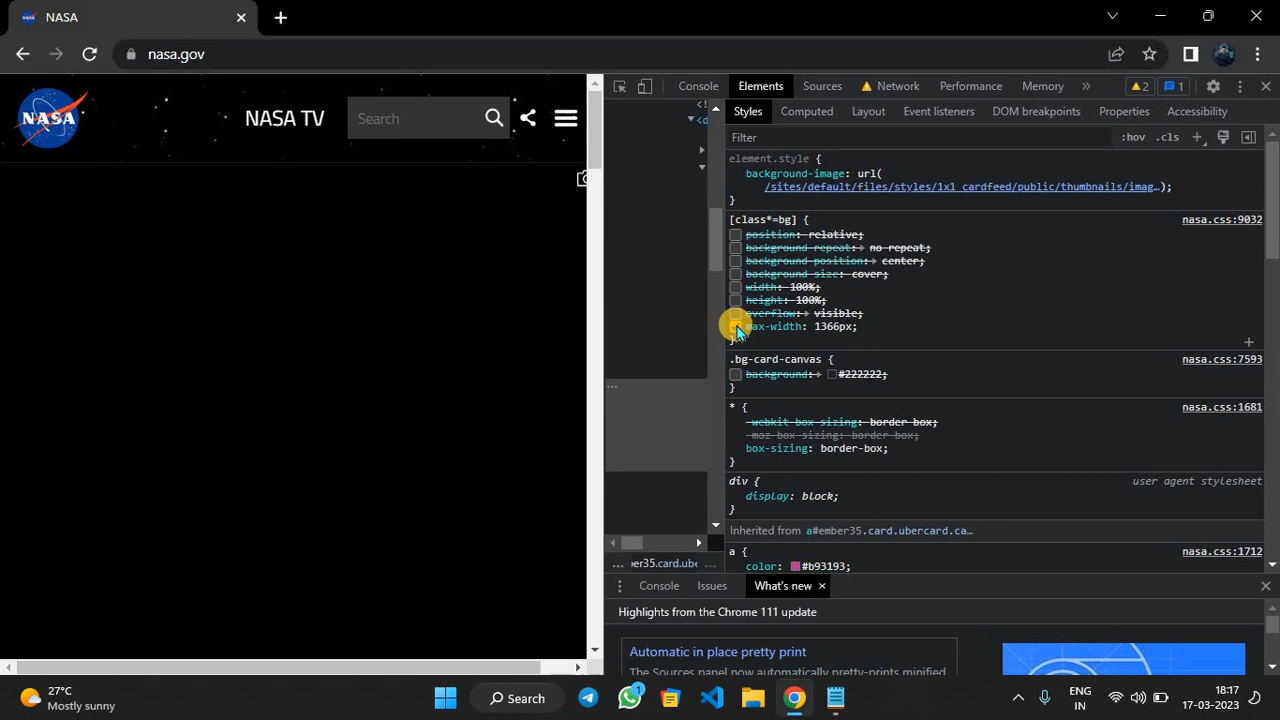 NASA
nasa.gov
NASA
NASA TV
Search
Console
Elements
Sources
Network
Performance
Memory
2
1
Styles
Computed
Layout
Event listeners
DOM breakpoints
Properties
Accessibility
Filter
:hov
.cls
<!
<d
element.style {
background-image: url(
/sites/default/files/styles/1x1_cardfeed/public/thumbnails/imag…);
}
[class*=bg] {
nasa.css:9032
position: relative;
background-repeat: no-repeat;
background-position: center;
background-size: cover;
width: 100%;
height: 100%;
overflow: visible;
max-width: 1366px;
}
.bg-card-canvas {
nasa.css:7593
background: #222222;
}
* {
nasa.css:1681
-webkit-box-sizing: border-box;
-moz-box-sizing: border-box;
box-sizing: border-box;
}
div {
user agent stylesheet
display: block;
}
Inherited from a#ember35.card.ubercard.ca…
a {
nasa.css:1712
color: #b93193;
... er35.card.ube ...
Console
Issues
What's new
Highlights from the Chrome 111 update
Automatic in place pretty print
The Sources panel now automatically pretty-prints minified
27°C
Mostly sunny
Search
1
ENG
IN
18:17
17-03-2023